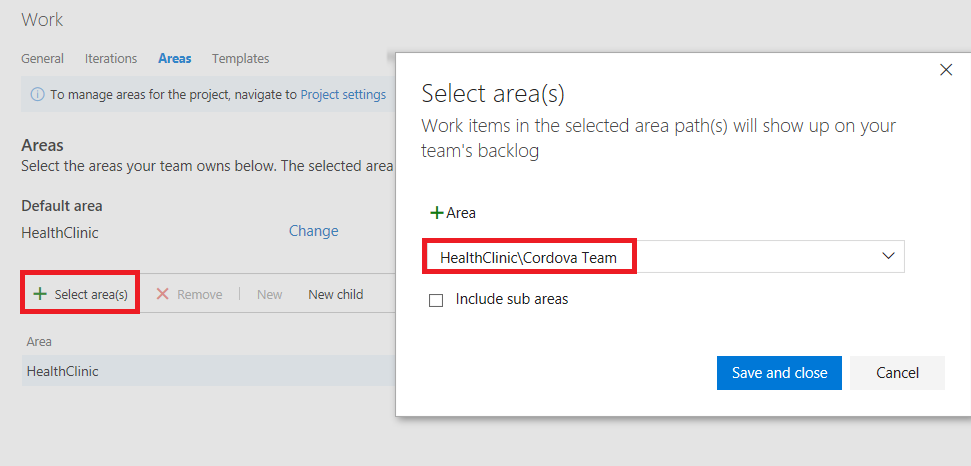 Work
General Iterations Areas Templates
To manage areas for the project, navigate to Project settings
Areas
Select the areas your team owns below. The selected area
Default area
HealthClinic Change
Select area(s) Remove New New child
Area
HealthClinic
Select area(s)
Work items in the selected area path(s) will show up on your
team's backlog
+Area
HealthClinic\Cordova Team
Include sub areas
Save and close Cancel